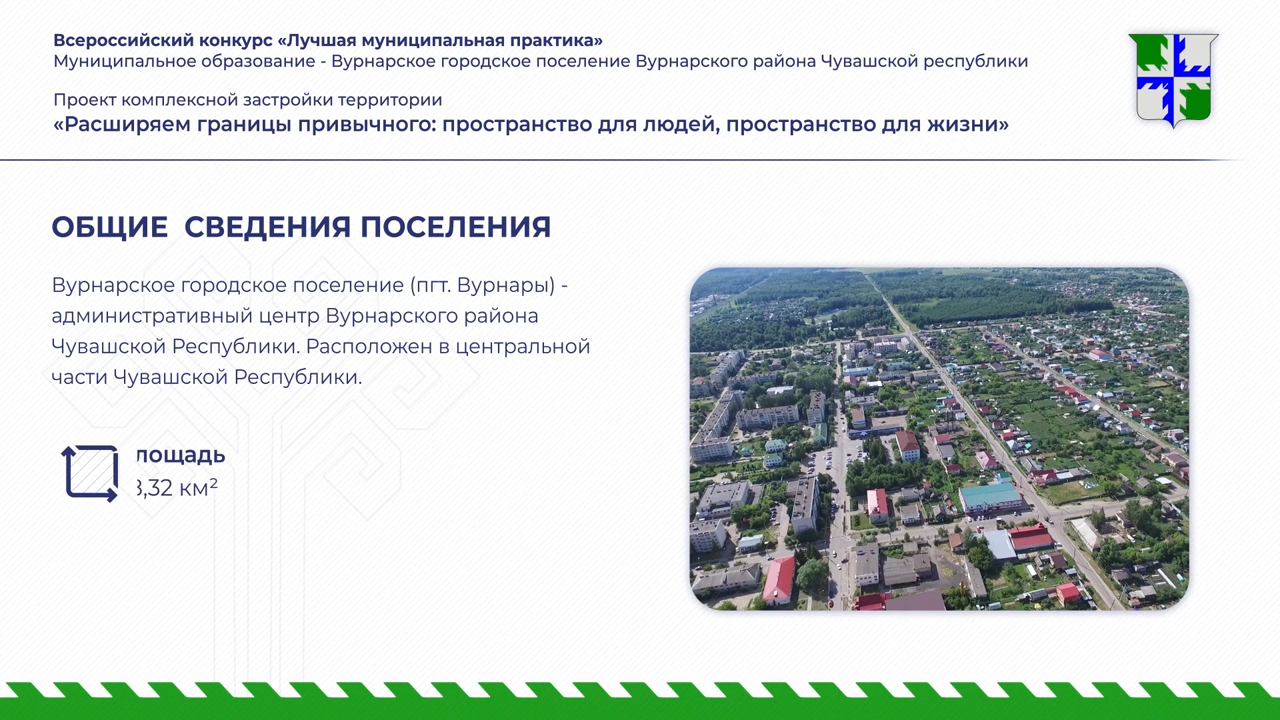 Всероссийский конкурс «Лучшая муниципальная практика»
Муниципальное образование - Вурнарское городское поселение Вурнарского района Чувашской республики
Проект комплексной застройки территории
«Расширяем границы привычного: пространство для людей, пространство для жизни»
ОБЩИЕ СВЕДЕНИЯ ПОСЕЛЕНИЯ
Вурнарское городское поселение (пгт. Вурнары) -
административный центр Вурнарского района
Чувашской Республики. Расположен в центральной
части Чувашской Республики.
лощадь
,32 км²